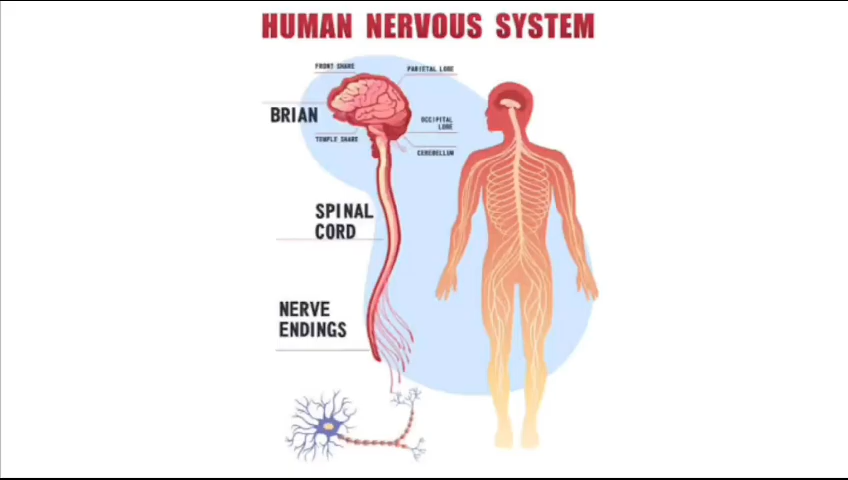 HUMAN NERVOUS SYSTEM
FRONT SHARE
PARIETAL LOBE
BRIAN
OCCIPITAL
LOBE
TEMPLE SHARE
CEREBELLUM
SPINAL
CORD
NERVE
ENDINGS